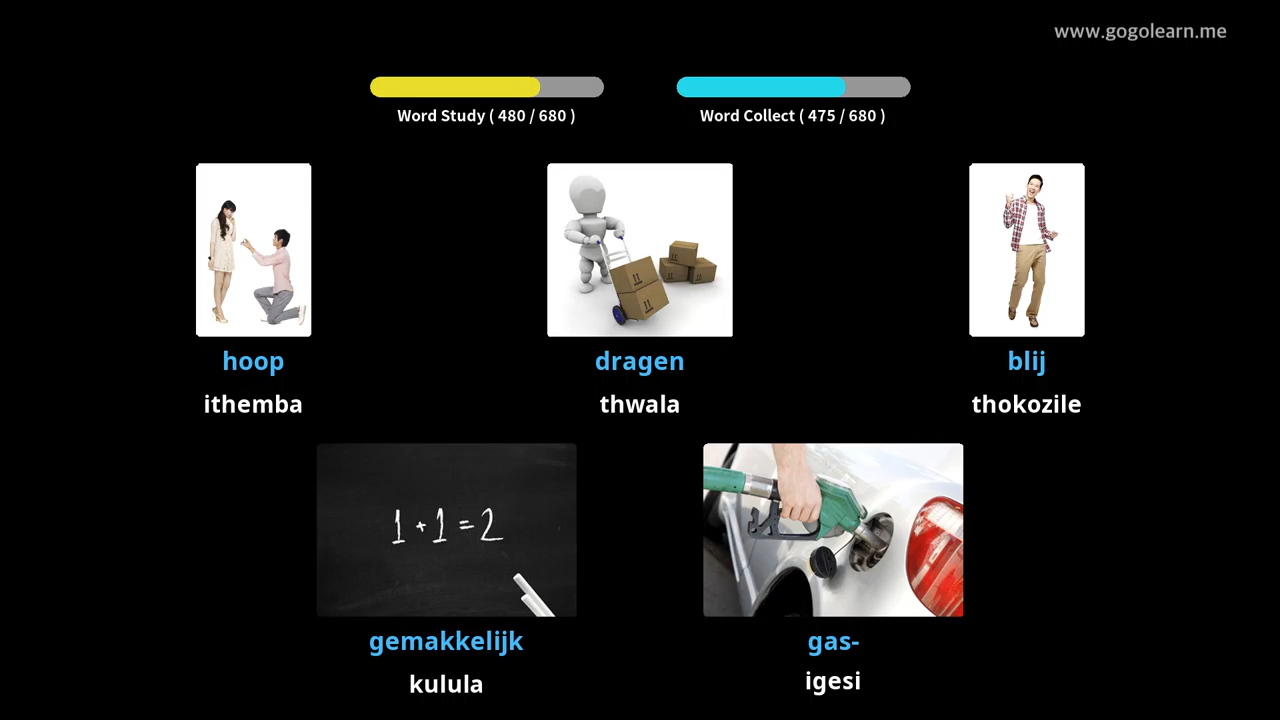 www.gogolearn.me
Word Study ( 480 / 680 )
Word Collect ( 475 / 680 )
hoop
ithemba
dragen
thwala
blij
thokozile
1 + 1 = 2
gemakkelijk
kulula
gas-
igesi